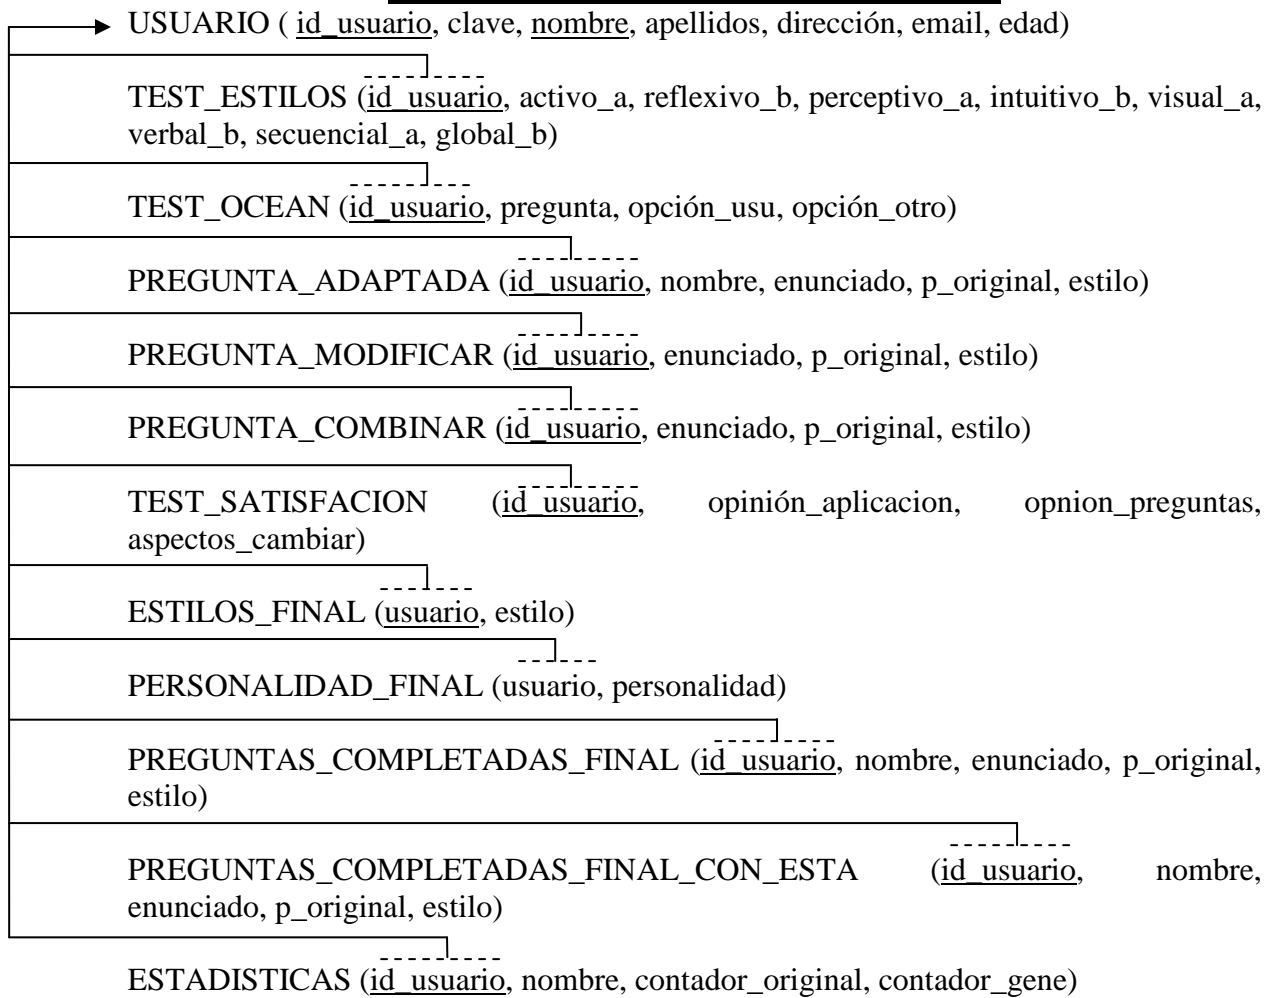 USUARIO ( id_usuario, clave, nombre, apellidos, dirección, email, edad)
TEST_ESTILOS (id_usuario, activo_a, reflexivo_b, perceptivo_a, intuitivo_b, visual_a,
verbal_b, secuencial_a, global_b)
TEST_OCEAN (id_usuario, pregunta, opción_usu, opción_otro)
PREGUNTA_ADAPTADA (id_usuario, nombre, enunciado, p_original, estilo)
PREGUNTA_MODIFICAR (id_usuario, enunciado, p_original, estilo)
PREGUNTA_COMBINAR (id_usuario, enunciado, p_original, estilo)
TEST_SATISFACION (id_usuario, opinión_aplicacion, opnion_preguntas,
aspectos_cambiar)
ESTILOS_FINAL (usuario, estilo)
PERSONALIDAD_FINAL (usuario, personalidad)
PREGUNTAS_COMPLETADAS_FINAL (id_usuario, nombre, enunciado, p_original,
estilo)
PREGUNTAS_COMPLETADAS_FINAL_CON_ESTA (id_usuario, nombre,
enunciado, p_original, estilo)
ESTADISTICAS (id_usuario, nombre, contador_original, contador_gene)